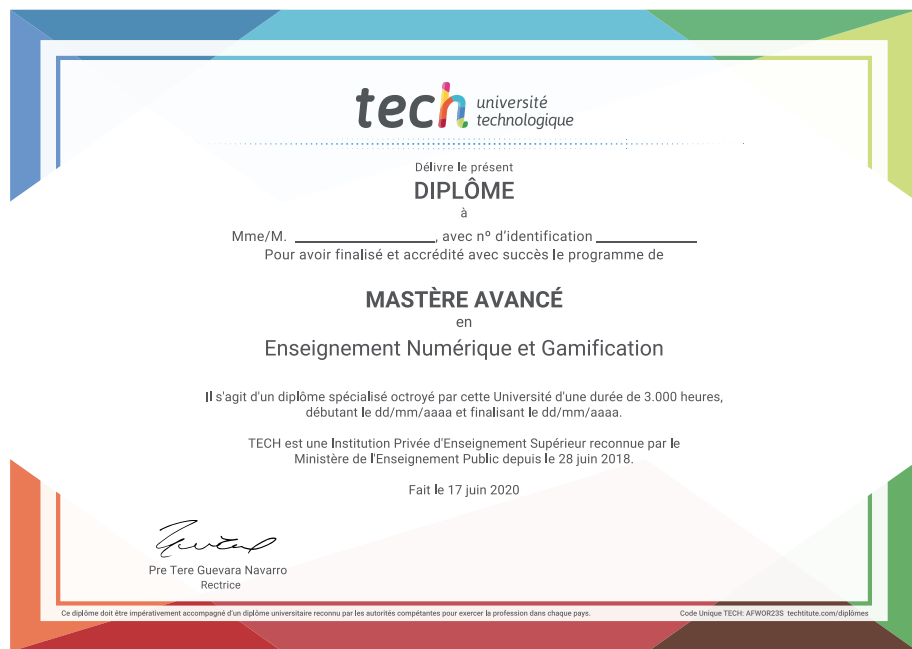 tech université
technologique
Délivre le présent
DIPLÔME
à
Mme/M. ____________, avec nº d'identification ____________
Pour avoir finalisé et accrédité avec succès le programme de
MASTÈRE AVANCÉ
en
Enseignement Numérique et Gamification
Il s'agit d'un diplôme spécialisé octroyé par cette Université d'une durée de 3.000 heures,
débutant le dd/mm/aaaa et finalisant le dd/mm/aaaa.
TECH est une Institution Privée d'Enseignement Supérieur reconnue par le
Ministère de l'Enseignement Public depuis le 28 juin 2018.
Fait le 17 juin 2020
Pre Tere Guevara Navarro
Rectrice
Ce diplôme doit être impérativement accompagné d'un diplôme universitaire reconnu par les autorités compétentes pour exercer la profession dans chaque pays.
Code Unique TECH: AFWOR23S techtitute.com/diplômes